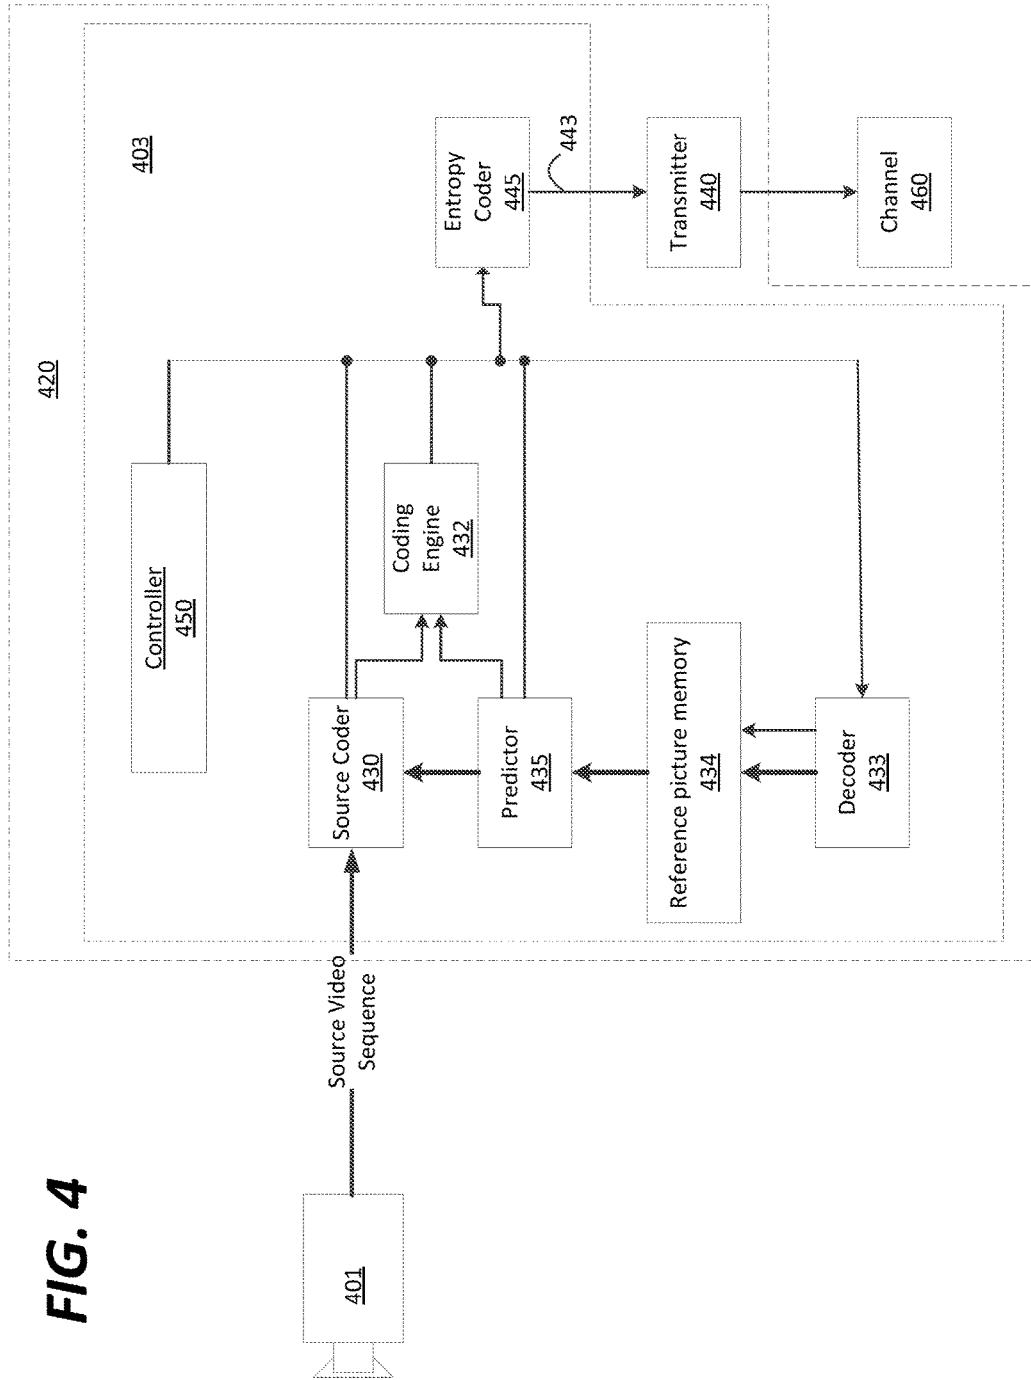 FIG. 4
420
403
Controller
450
401
Source Video
Sequence
Source Coder
430
Coding
Engine
432
Entropy
Coder
445
443
Predictor
435
Reference picture memory
434
Transmitter
440
Decoder
433
Channel
460